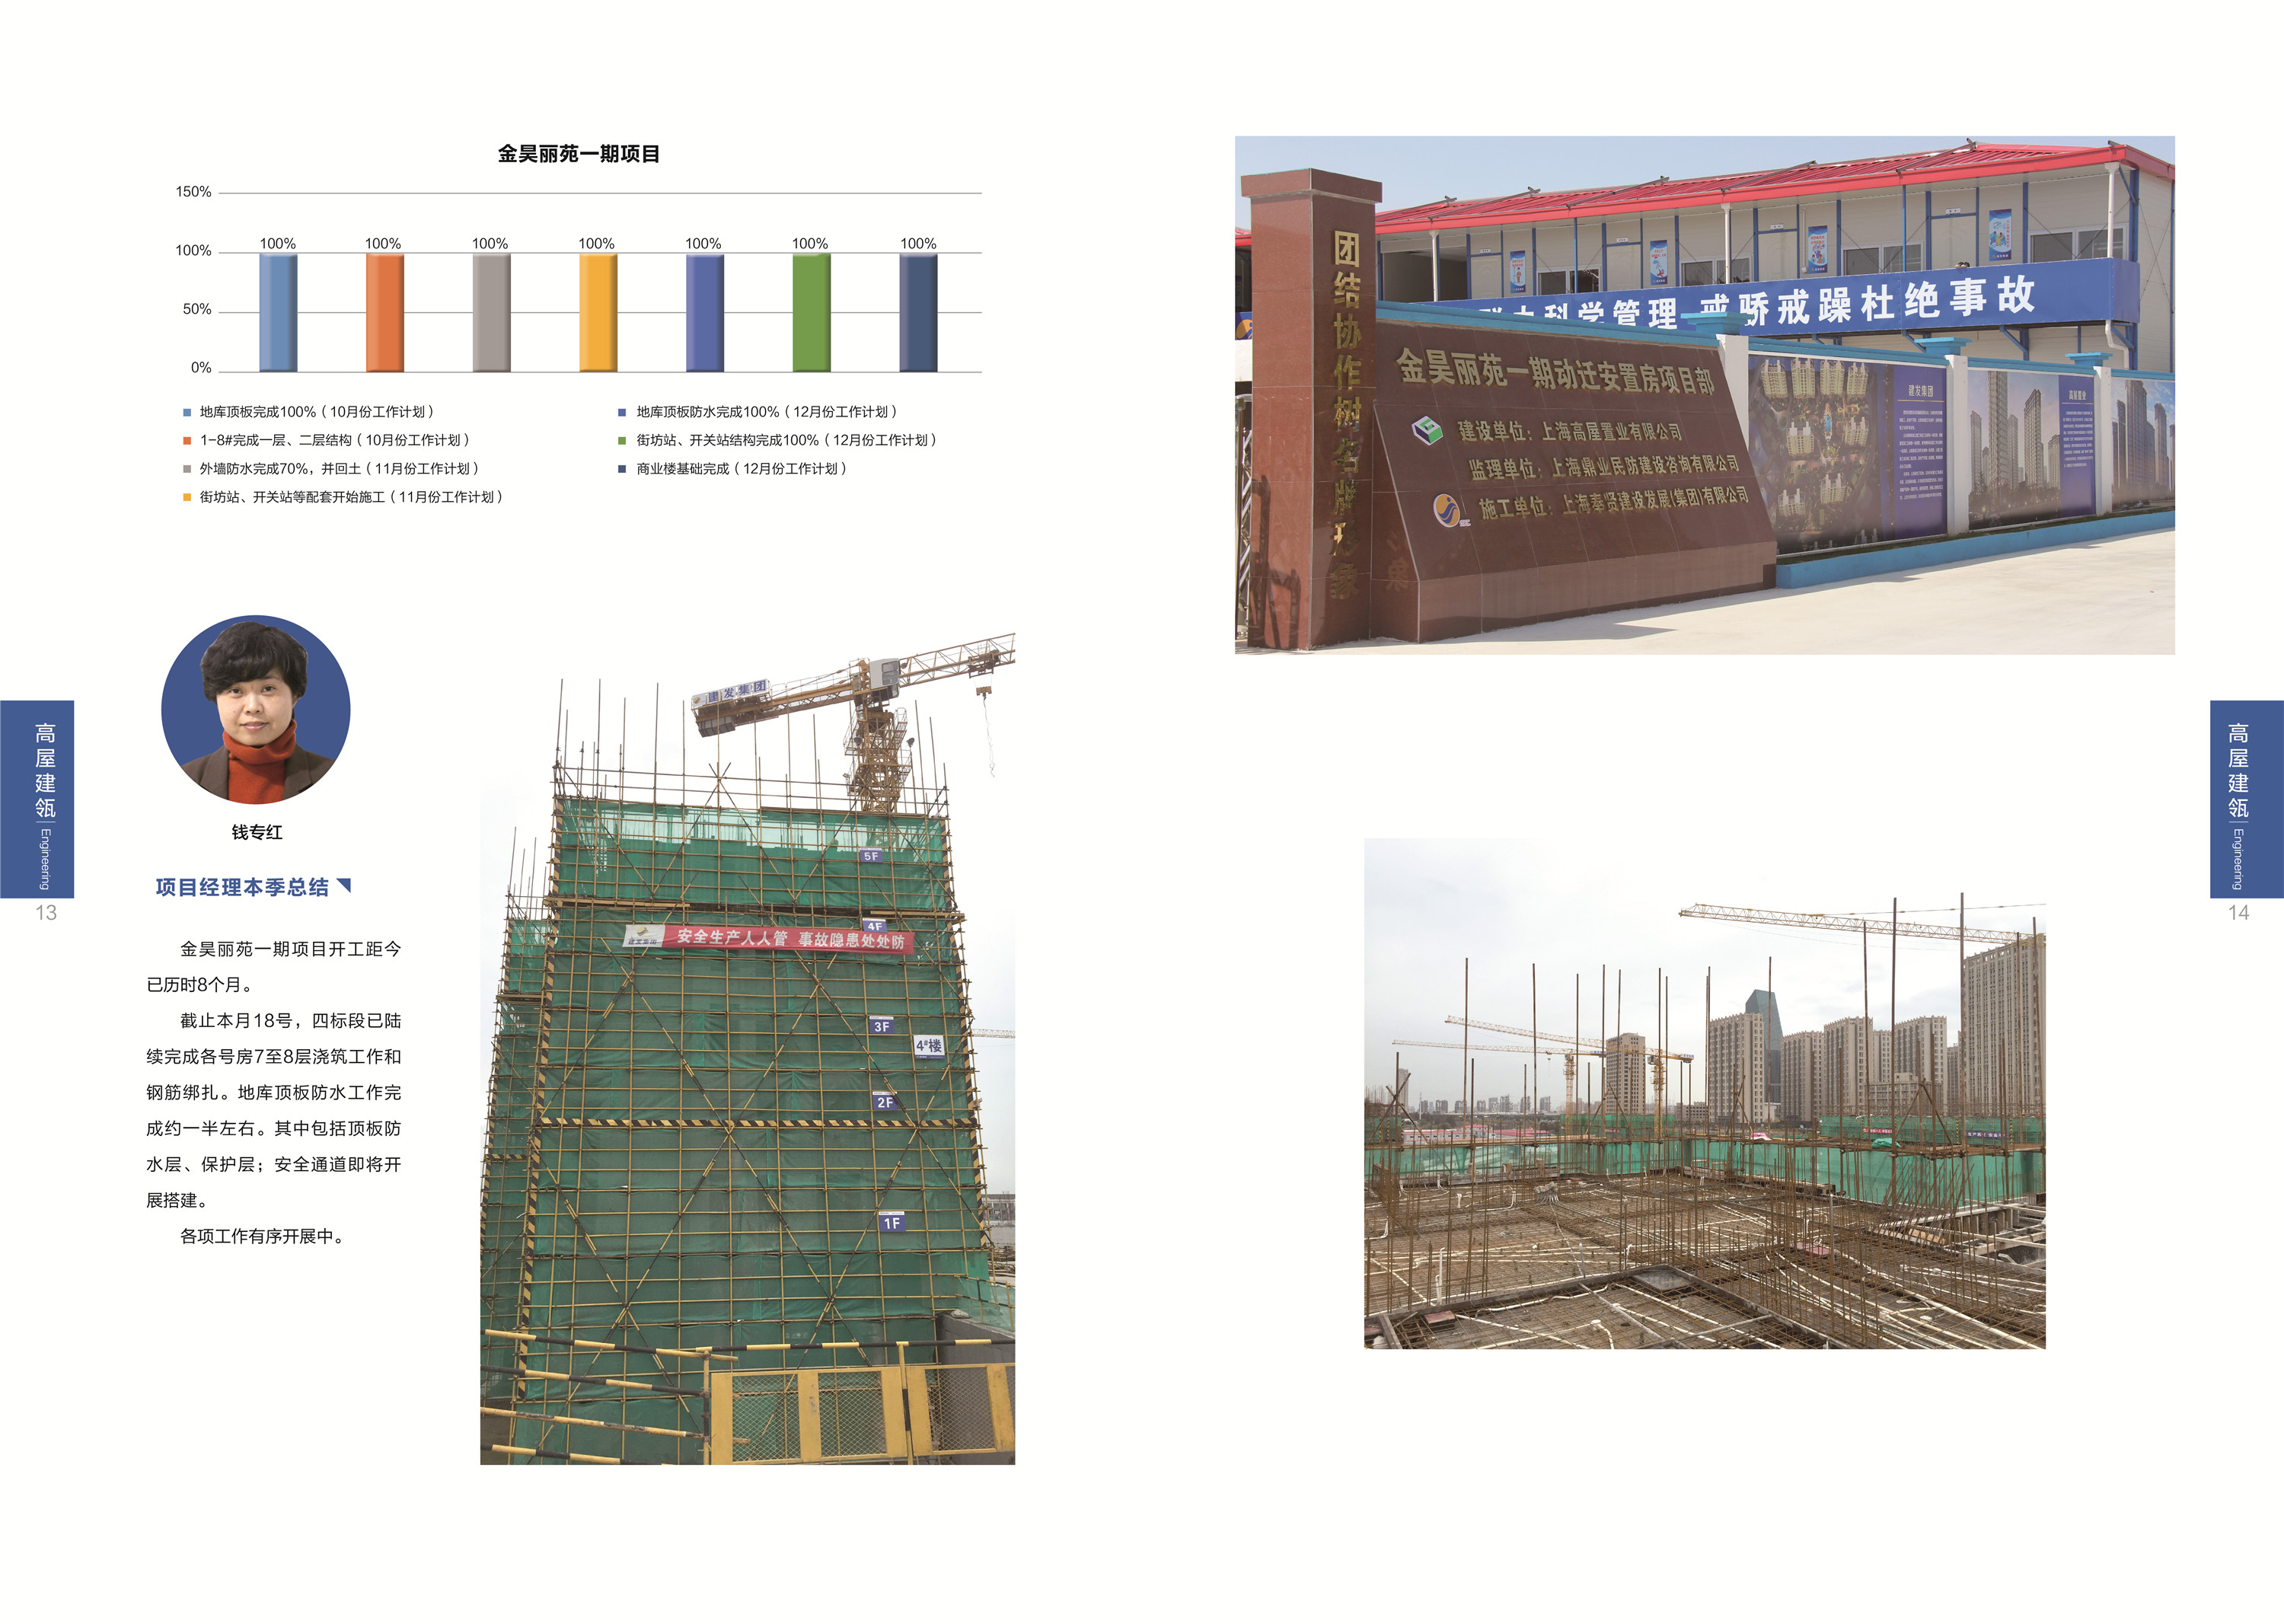 金昊丽苑一期项目
150%
100%
50%
0%
100% 100% 100% 100% 100% 100% 100%
地库顶板完成100%（10月份工作计划）
1-8#完成一层、二层结构（10月份工作计划）
外墙防水完成70%，并回土（11月份工作计划）
街坊站、开关站等配套开始施工（11月份工作计划）
地库顶板防水完成100%（12月份工作计划）
街坊站、开关站结构完成100%（12月份工作计划）
商业楼基础完成（12月份工作计划）
钱专红
项目经理本季总结
金昊丽苑一期项目开工距今
已历时8个月。
截止本月18号，四标段已陆
续完成各号房7至8层浇筑工作和
钢筋绑扎。地库顶板防水工作完
成约一半左右。其中包括顶板防
水层、保护层；安全通道即将开
展搭建。
各项工作有序开展中。
高屋建瓴
Engineering
13
建发集团
5F
4F
建发集团
安全生产人人管 事故隐患处处防
3F
4#楼
2F
1F
团结协作树名牌形象
科学管理 戒骄戒躁杜绝事故
金昊丽苑一期动迁安置房项目部
建设单位：上海高屋置业有限公司
监理单位：上海鼎业民防建设咨询有限公司
施工单位：上海奉贤建设发展(集团)有限公司
建发集团
高屋置业
高屋建瓴
Engineering
14